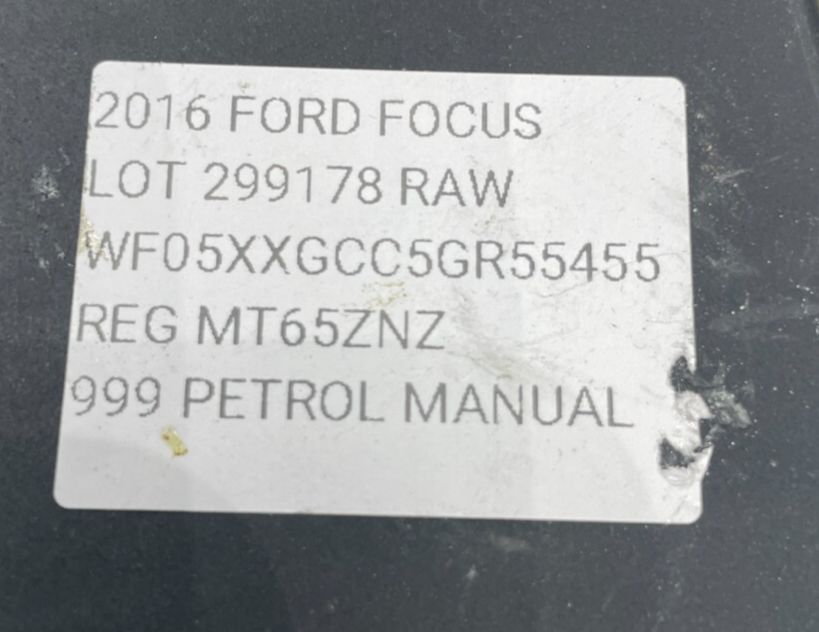 2016 FORD FOCUS
LOT 299178 RAW
WF05XXGCC5GR55455
REG MT65ZNZ
999 PETROL MANUAL